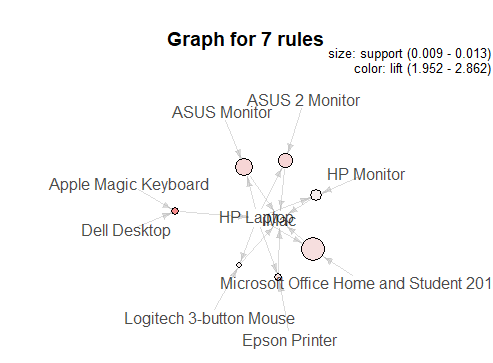 Graph for 7 rules
size: support (0.009 - 0.013)
color: lift (1.952 - 2.862)
ASUS 2 Monitor
ASUS Monitor
HP Monitor
Apple Magic Keyboard
HP Laptop
iMac
Dell Desktop
Microsoft Office Home and Student 201
Logitech 3-button Mouse
Epson Printer